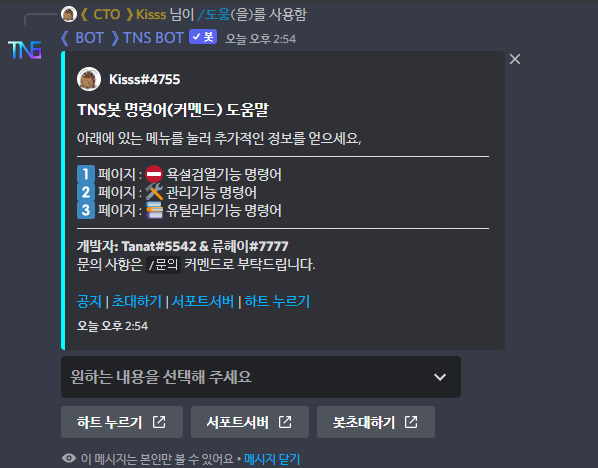 《 CTO 》Kisss 님이 /도움(을)를 사용함
TNS
《 BOT 》TNS BOT ✓ 봇 오늘 오후 2:54
Kisss#4755
TNS봇 명령어(커멘드) 도움말
아래에 있는 메뉴를 눌러 추가적인 정보를 얻으세요,
1 페이지 : ⛔ 욕설검열기능 명령어
2 페이지 : 🛠 관리기능 명령어
3 페이지 : 📚 유틸리티기능 명령어
개발자: Tanat#5542 & 류헤이#7777
문의 사항은 /문의 커멘드로 부탁드립니다.
공지 | 초대하기 | 서포트서버 | 하트 누르기
오늘 오후 2:54
원하는 내용을 선택해 주세요
하트 누르기 서포트서버 봇초대하기
이 메시지는 본인만 볼 수 있어요 • 메시지 닫기